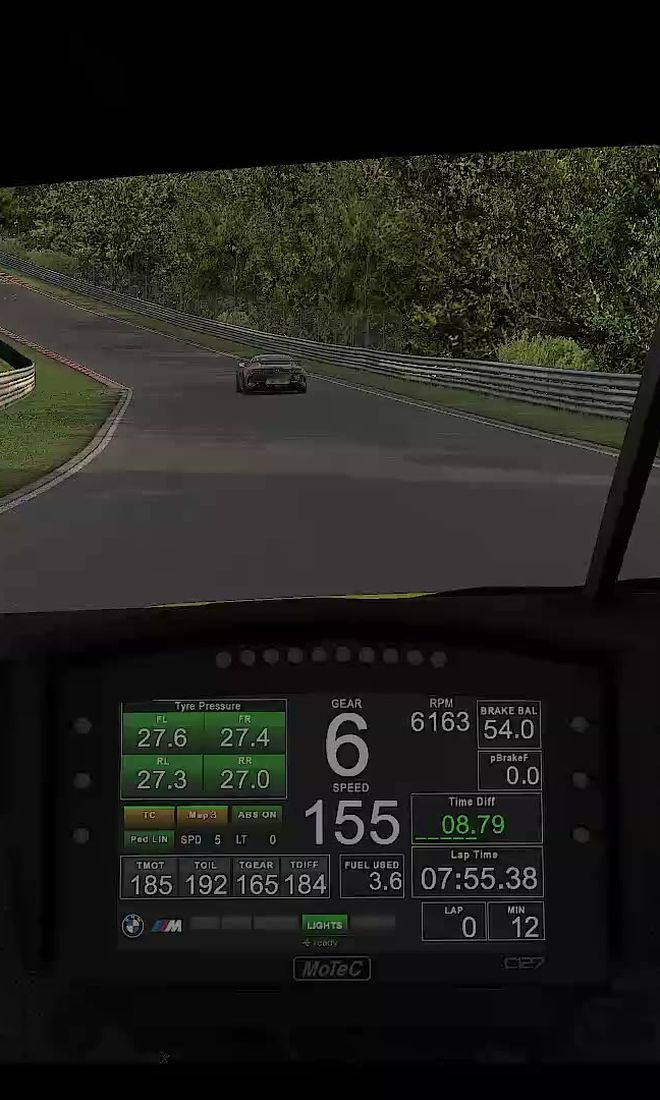 Tyre Pressure
FL FR
27.6 27.4
RL RR
27.3 27.0
TC Map 3 ABS ON
Ped LIN SPD 5 LT 0
GEAR
6
SPEED
155
RPM
6163
BRAKE BAL
54.0
pBrakeF
0.0
Time Diff
08.79
Lap Time
07:55.38
TMOT TOIL TGEAR TDIFF
185 192 165 184
FUEL USED
3.6
LAP MIN
0 12
BMW M
LIGHTS
ready
MoTeC
C127